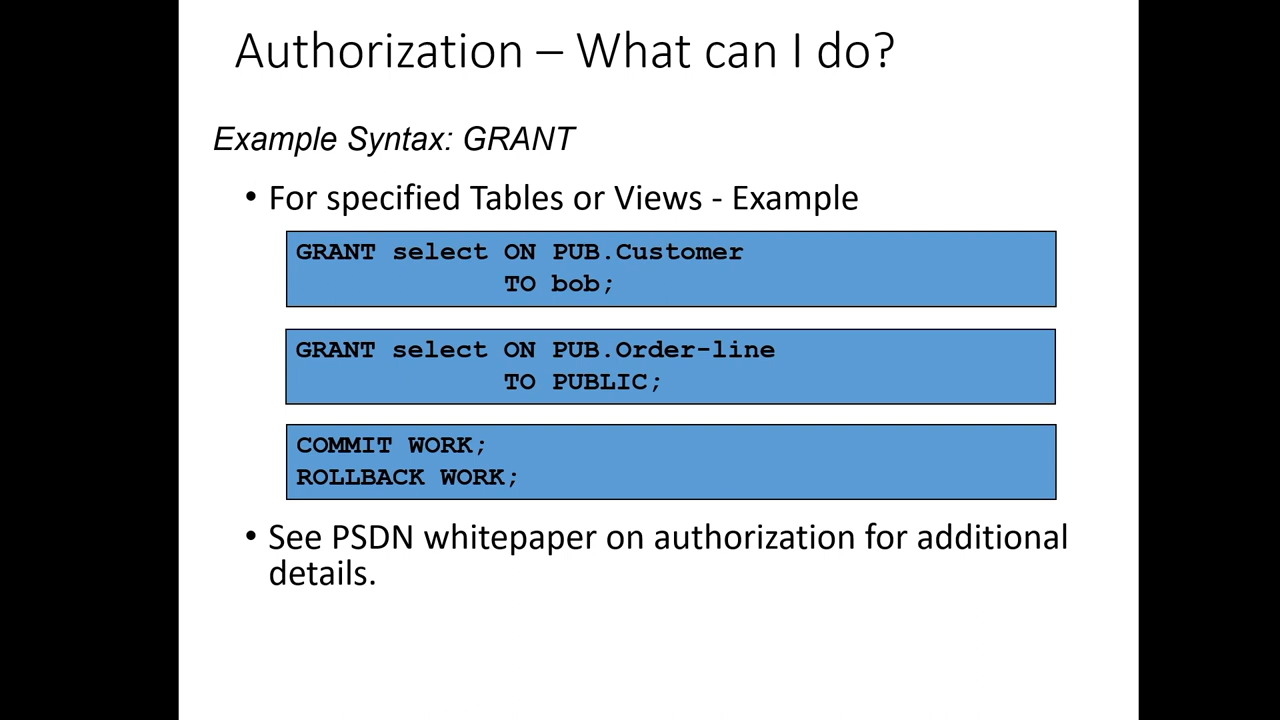 Authorization – What can I do?
Example Syntax: GRANT
• For specified Tables or Views - Example
GRANT select ON PUB.Customer
TO bob;
GRANT select ON PUB.Order-line
TO PUBLIC;
COMMIT WORK;
ROLLBACK WORK;
• See PSDN whitepaper on authorization for additional
details.